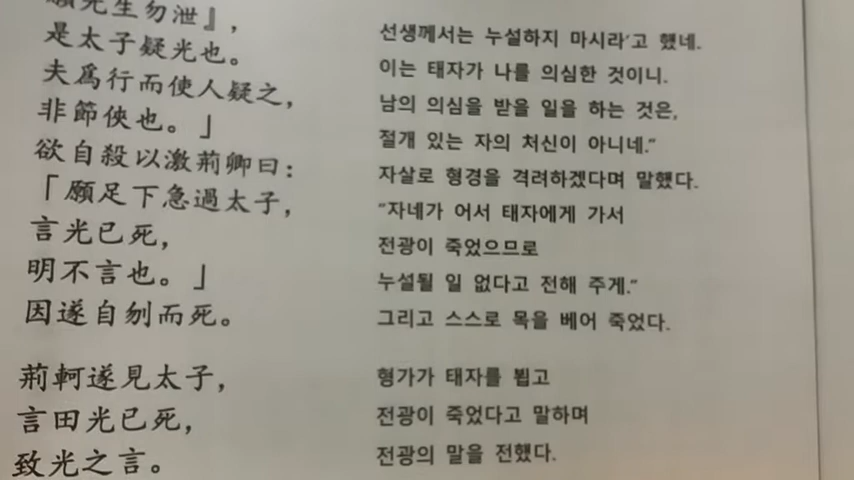 願先生勿泄』,
是太子疑光也。
夫爲行而使人疑之,
非節俠也。」
欲自殺以激荊卿曰:
「願足下急過太子,
言光已死,
明不言也。」
因遂自刎而死。
荊軻遂見太子,
言田光已死,
致光之言。
선생께서는 누설하지 마시라'고 했네.
이는 태자가 나를 의심한 것이니.
남의 의심을 받을 일을 하는 것은,
절개 있는 자의 처신이 아니네."
자살로 형경을 격려하겠다며 말했다.
"자네가 어서 태자에게 가서
전광이 죽었으므로
누설될 일 없다고 전해 주게."
그리고 스스로 목을 베어 죽었다.
형가가 태자를 뵙고
전광이 죽었다고 말하며
전광의 말을 전했다.